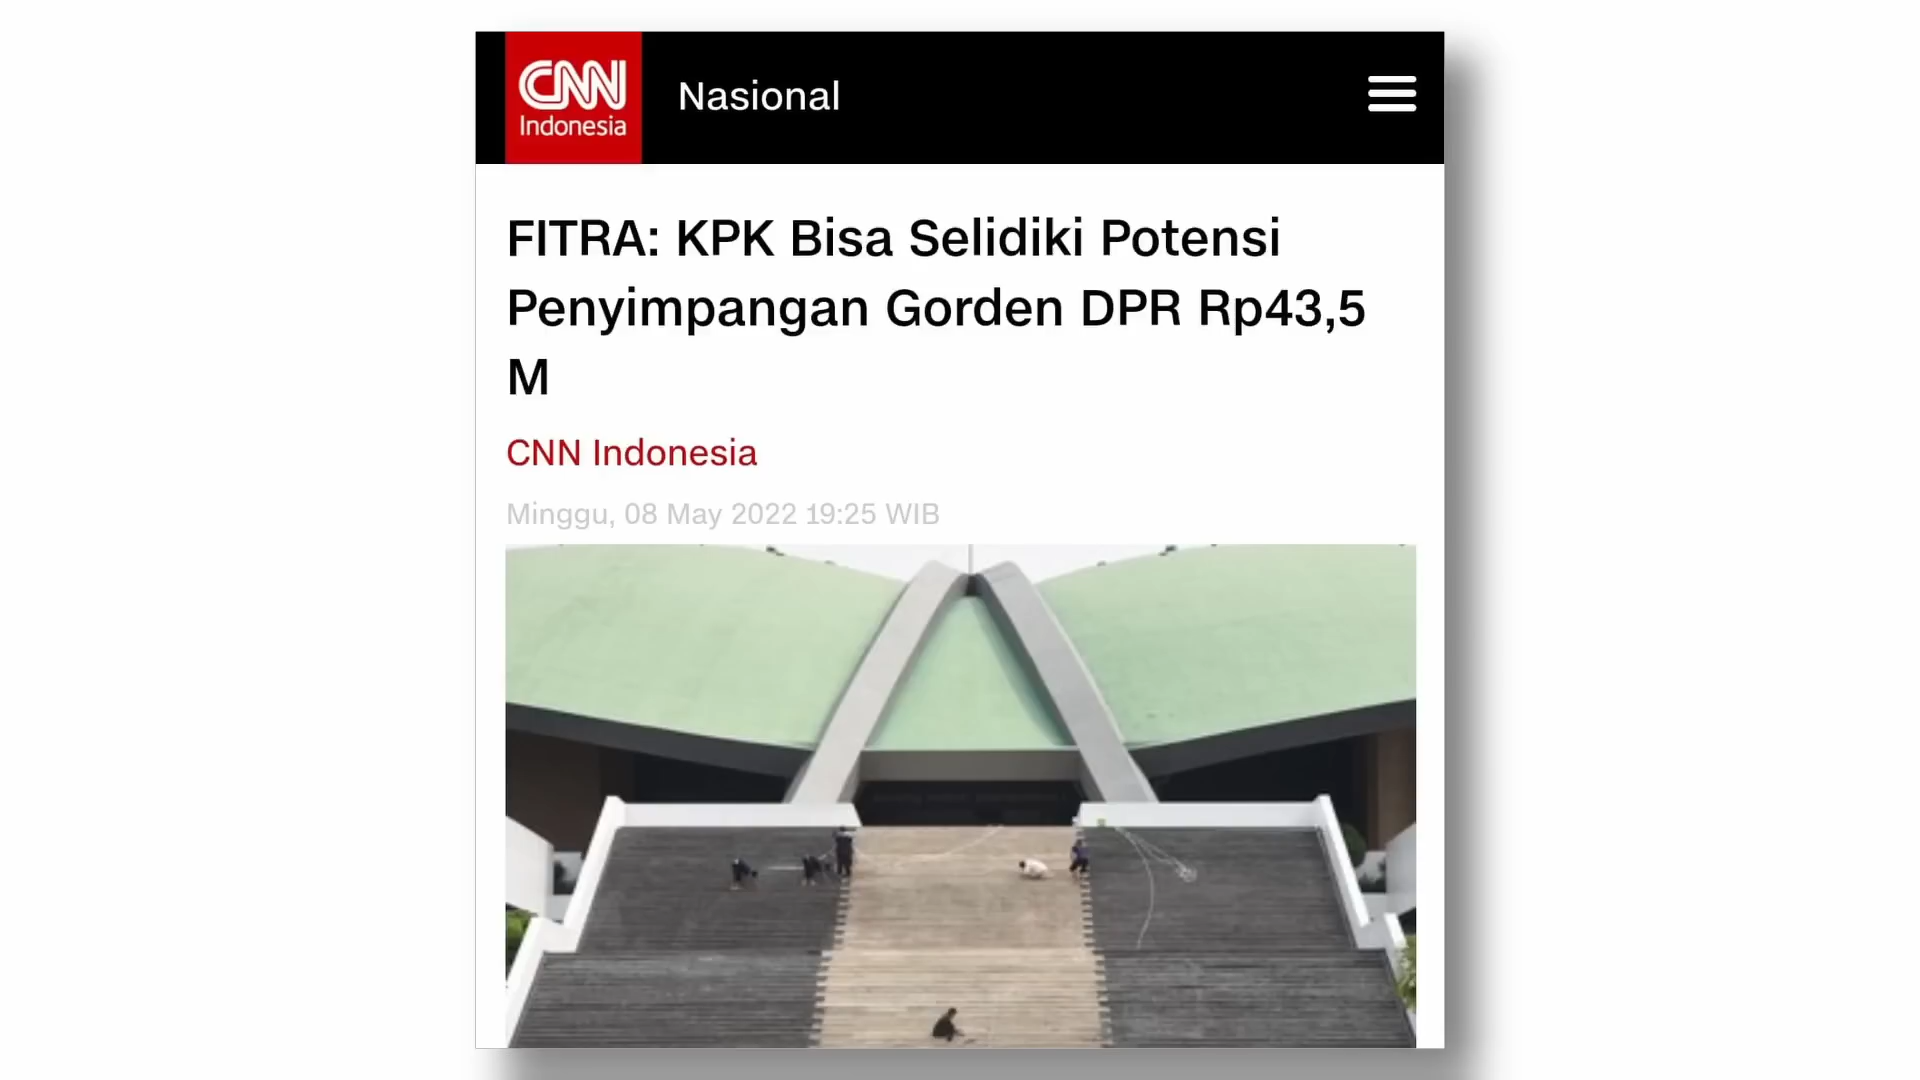 CNN
Indonesia
Nasional
FITRA: KPK Bisa Selidiki Potensi
Penyimpangan Gorden DPR Rp43,5
M
CNN Indonesia
Minggu, 08 May 2022 19:25 WIB